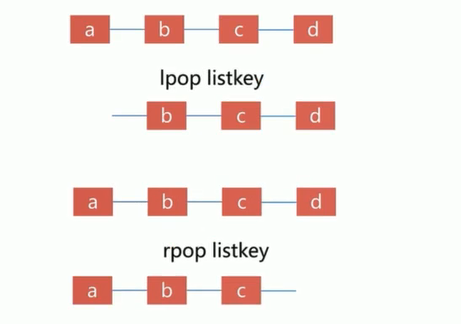 a b c d
lpop listkey
b c d
a b c d
rpop listkey
a b c